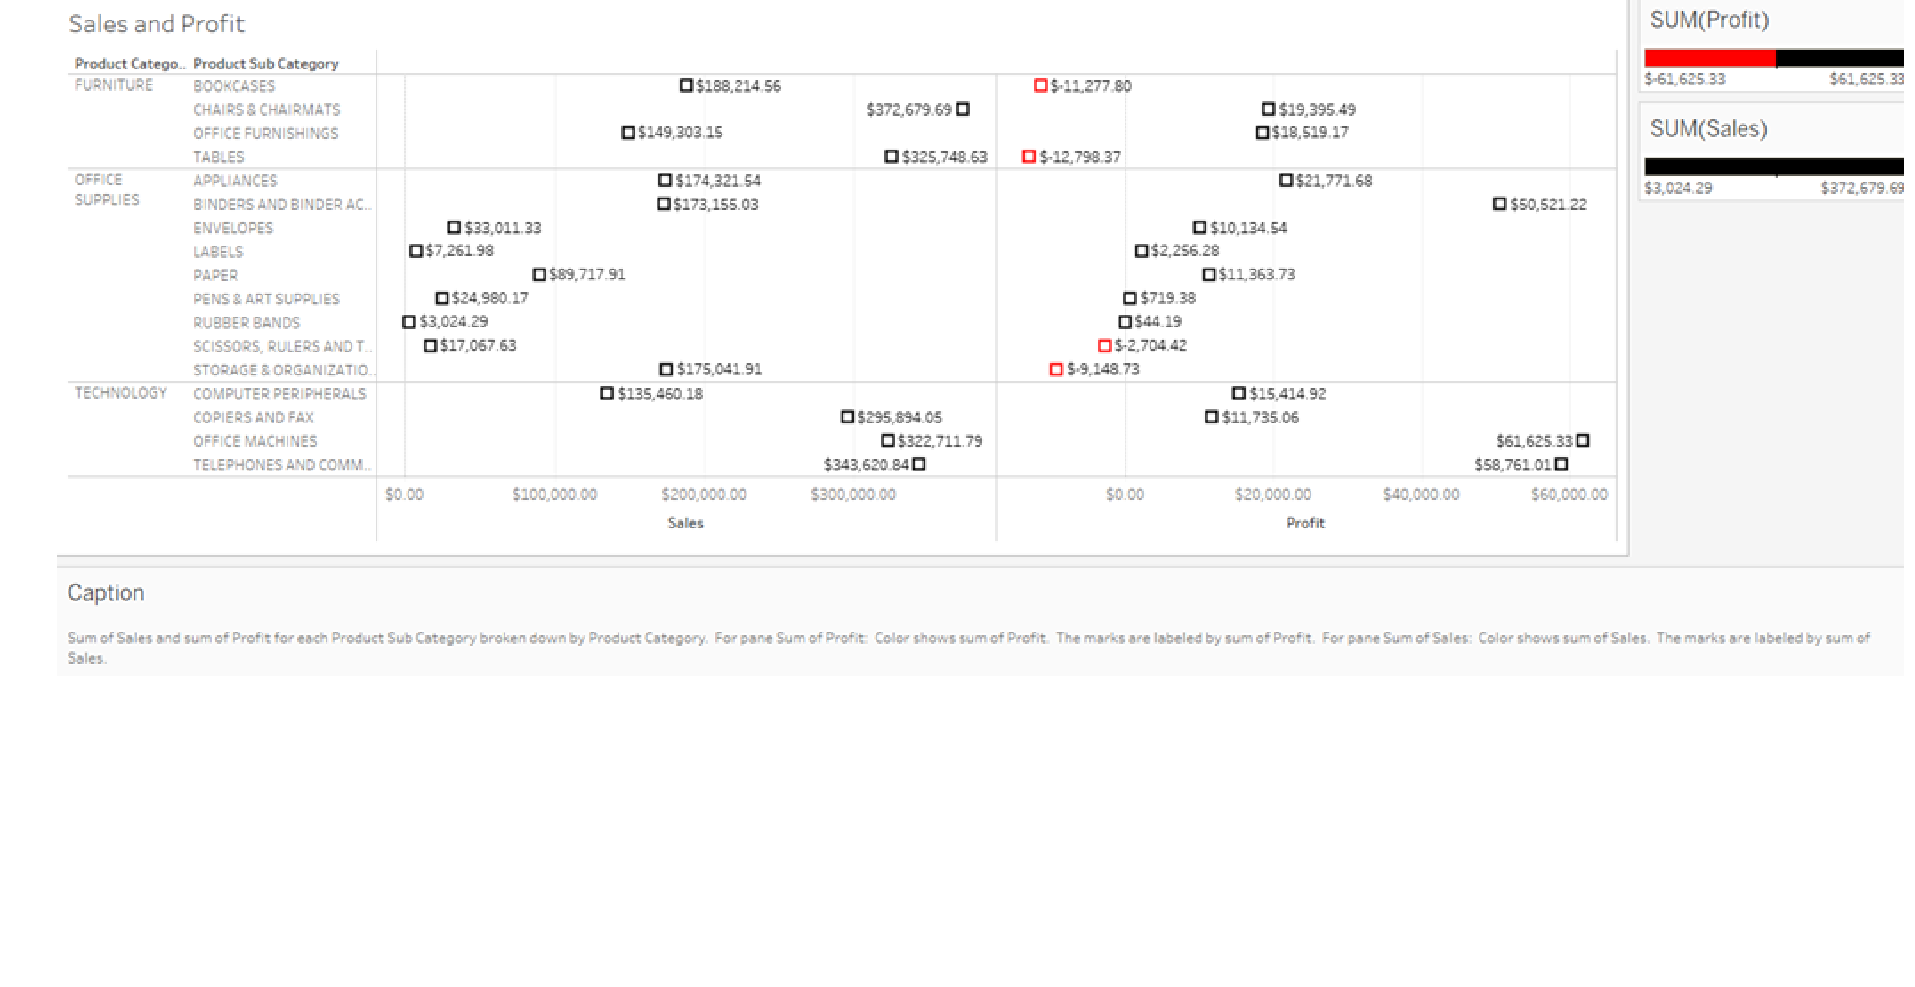 Sales and Profit
Product Catego.. Product Sub Category
FURNITURE BOOKCASES $188,214.56 $-11,277.80
CHAIRS & CHAIRMATS $372,679.69 $19,395.49
OFFICE FURNISHINGS $149,303.15 $18,519.17
TABLES $325,748.63 $-12,798.37
OFFICE SUPPLIES APPLIANCES $174,321.54 $21,771.68
BINDERS AND BINDER AC.. $173,155.03 $50,521.22
ENVELOPES $33,011.33 $10,134.54
LABELS $7,261.98 $2,256.28
PAPER $89,717.91 $11,363.73
PENS & ART SUPPLIES $24,980.17 $719.38
RUBBER BANDS $3,024.29 $44.19
SCISSORS, RULERS AND T.. $17,067.63 $-2,704.42
STORAGE & ORGANIZATIO.. $175,041.91 $-9,148.73
TECHNOLOGY COMPUTER PERIPHERALS $135,460.18 $15,414.92
COPIERS AND FAX $295,894.05 $11,735.06
OFFICE MACHINES $322,711.79 $61,625.33
TELEPHONES AND COMM.. $343,620.84 $58,761.01
$0.00 $100,000.00 $200,000.00 $300,000.00 $0.00 $20,000.00 $40,000.00 $60,000.00
Sales Profit
SUM(Profit)
$-61,625.33 $61,625.33
SUM(Sales)
$3,024.29 $372,679.69
Caption
Sum of Sales and sum of Profit for each Product Sub Category broken down by Product Category. For pane Sum of Profit: Color shows sum of Profit. The marks are labeled by sum of Profit. For pane Sum of Sales: Color shows sum of Sales. The marks are labeled by sum of
Sales.